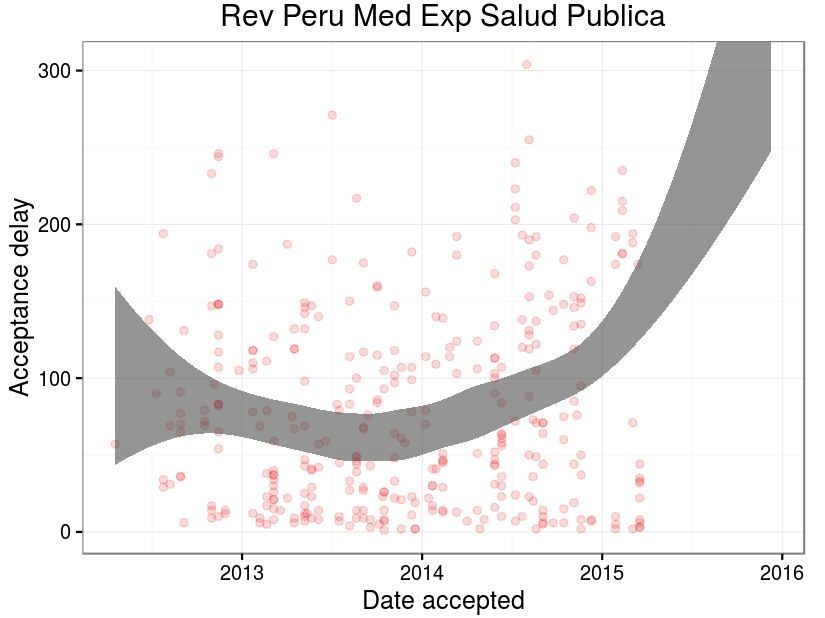 Rev Peru Med Exp Salud Publica
300
200
100
0
Acceptance delay
2013 2014 2015 2016
Date accepted